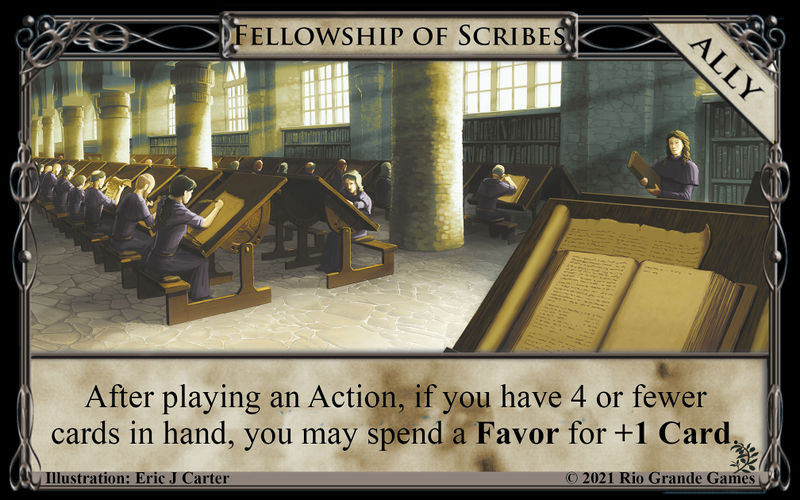 FELLOWSHIP OF SCRIBES
ALLY
After playing an Action, if you have 4 or fewer
cards in hand, you may spend a Favor for +1 Card.
Illustration: Eric J Carter
© 2021 Rio Grande Games